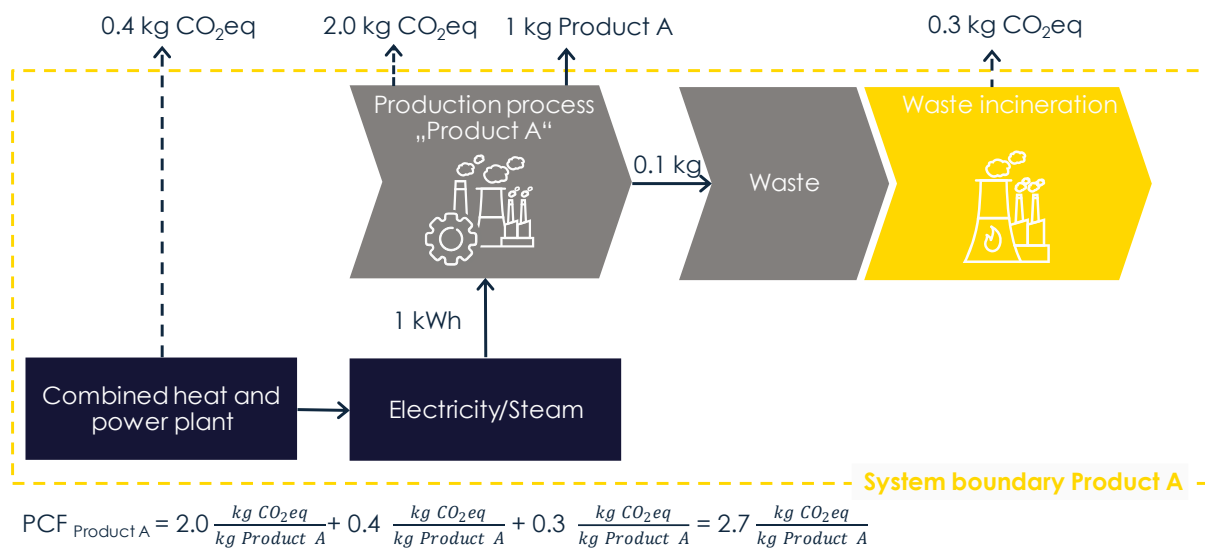 0.4 kg CO₂eq
2.0 kg CO₂eq
1 kg Product A
0.3 kg CO₂eq
Production process
„Product A“
Waste incineration
0.1 kg
Waste
1 kWh
Combined heat and
power plant
Electricity/Steam
System boundary Product A
PCF Product A = 2.0 kg CO₂eq/kg Product A + 0.4 kg CO₂eq/kg Product A + 0.3 kg CO₂eq/kg Product A = 2.7 kg CO₂eq/kg Product A